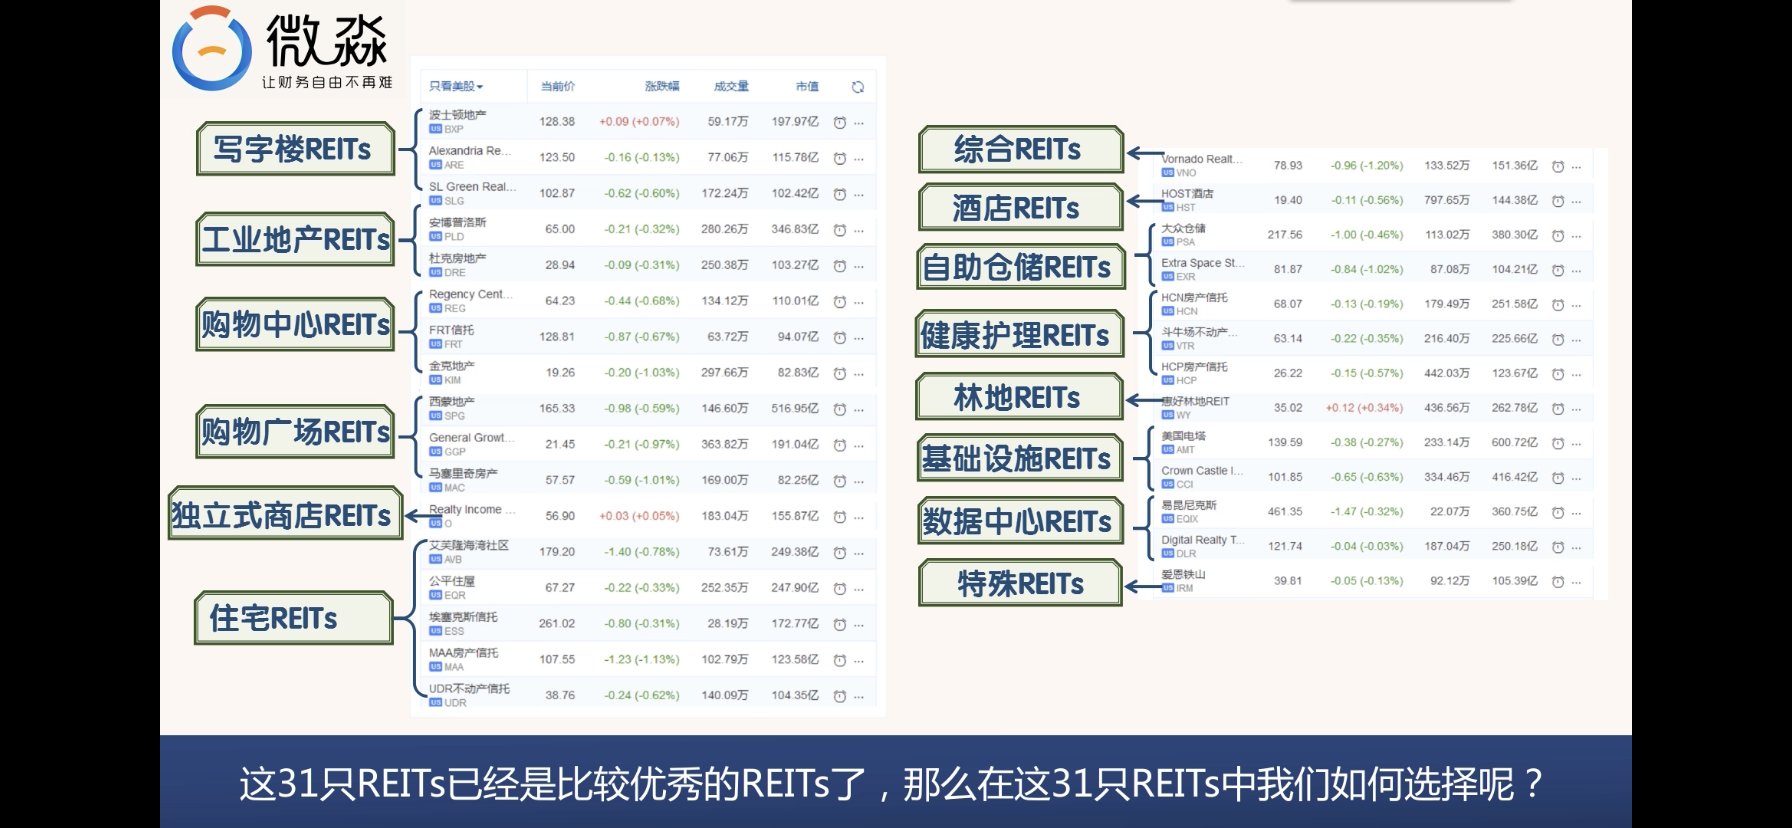 微淼
让财务自由不再难
只看美股 当前价 涨跌幅 成交量 市值
写字楼REITs
波士顿地产 128.38 +0.09 (+0.07%) 59.17万 197.97亿 ...
US BXP
Alexandria Re... 123.50 -0.16 (-0.13%) 77.06万 115.78亿 ...
US ARE
SL Green Real... 102.87 -0.62 (-0.60%) 172.24万 102.42亿 ...
US SLG
工业地产REITs
安博普洛斯 65.00 -0.21 (-0.32%) 280.26万 346.83亿 ...
US PLD
杜克房地产 28.94 -0.09 (-0.31%) 250.38万 103.27亿 ...
US DRE
购物中心REITs
Regency Cent... 64.23 -0.44 (-0.68%) 134.12万 110.01亿 ...
US REG
FRT信托 128.81 -0.87 (-0.67%) 63.72万 94.07亿 ...
US FRT
金克地产 19.26 -0.20 (-1.03%) 297.66万 82.83亿 ...
US KIM
购物广场REITs
西蒙地产 165.33 -0.98 (-0.59%) 146.60万 516.95亿 ...
US SPG
General Growt... 21.45 -0.21 (-0.97%) 363.82万 191.04亿 ...
US GGP
马塞里奇房产 57.57 -0.59 (-1.01%) 169.00万 82.25亿 ...
US MAC
独立式商店REITs
Realty Income ... 56.90 +0.03 (+0.05%) 183.04万 155.87亿 ...
US O
住宅REITs
艾芙隆海湾社区 179.20 -1.40 (-0.78%) 73.61万 249.38亿 ...
US AVB
公平住屋 67.27 -0.22 (-0.33%) 252.35万 247.90亿 ...
US EQR
埃塞克斯信托 261.02 -0.80 (-0.31%) 28.19万 172.77亿 ...
US ESS
MAA房产信托 107.55 -1.23 (-1.13%) 102.79万 123.58亿 ...
US MAA
UDR不动产信托 38.76 -0.24 (-0.62%) 140.09万 104.35亿 ...
US UDR
综合REITs
Vornado Realt... 78.93 -0.96 (-1.20%) 133.52万 151.36亿 ...
US VNO
酒店REITs
HOST酒店 19.40 -0.11 (-0.56%) 797.65万 144.38亿 ...
US HST
自助仓储REITs
大众仓储 217.56 -1.00 (-0.46%) 113.02万 380.30亿 ...
US PSA
Extra Space St... 81.87 -0.84 (-1.02%) 87.08万 104.21亿 ...
US EXR
健康护理REITs
HCN房产信托 68.07 -0.13 (-0.19%) 179.49万 251.58亿 ...
US HCN
斗牛场不动产... 63.14 -0.22 (-0.35%) 216.40万 225.66亿 ...
US VTR
HCP房产信托 26.22 -0.15 (-0.57%) 442.03万 123.67亿 ...
US HCP
林地REITs
惠好林地REIT 35.02 +0.12 (+0.34%) 436.56万 262.78亿 ...
US WY
基础设施REITs
美国电塔 139.59 -0.38 (-0.27%) 233.14万 600.72亿 ...
US AMT
Crown Castle I... 101.85 -0.65 (-0.63%) 334.46万 416.42亿 ...
US CCI
数据中心REITs
易昆尼克斯 461.35 -1.47 (-0.32%) 22.07万 360.75亿 ...
US EQIX
Digital Realty T... 121.74 -0.04 (-0.03%) 187.04万 250.18亿 ...
US DLR
特殊REITs
爱恩铁山 39.81 -0.05 (-0.13%) 92.12万 105.39亿 ...
US IRM
这31只REITs已经是比较优秀的REITs了，那么在这31只REITs中我们如何选择呢？